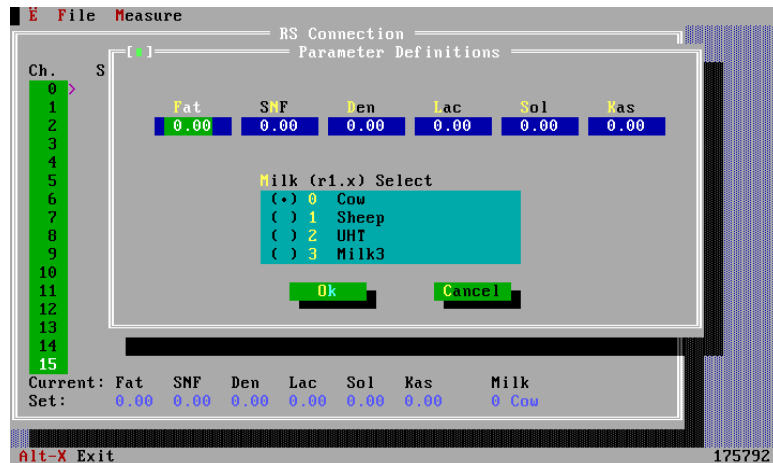 Ë File Measure
RS Connection
[■] Parameter Definitions
Ch. S
0 >
1 Fat SNF Den Lac Sol Kas
2 0.00 0.00 0.00 0.00 0.00 0.00
3
4
5 Milk (r1.x) Select
6 (•) 0 Cow
7 ( ) 1 Sheep
8 ( ) 2 UHT
9 ( ) 3 Milk3
10
11 Ok Cancel
12
13
14
15
Current: Fat SNF Den Lac Sol Kas Milk
Set: 0.00 0.00 0.00 0.00 0.00 0.00 0 Cow
Alt-X Exit 175792